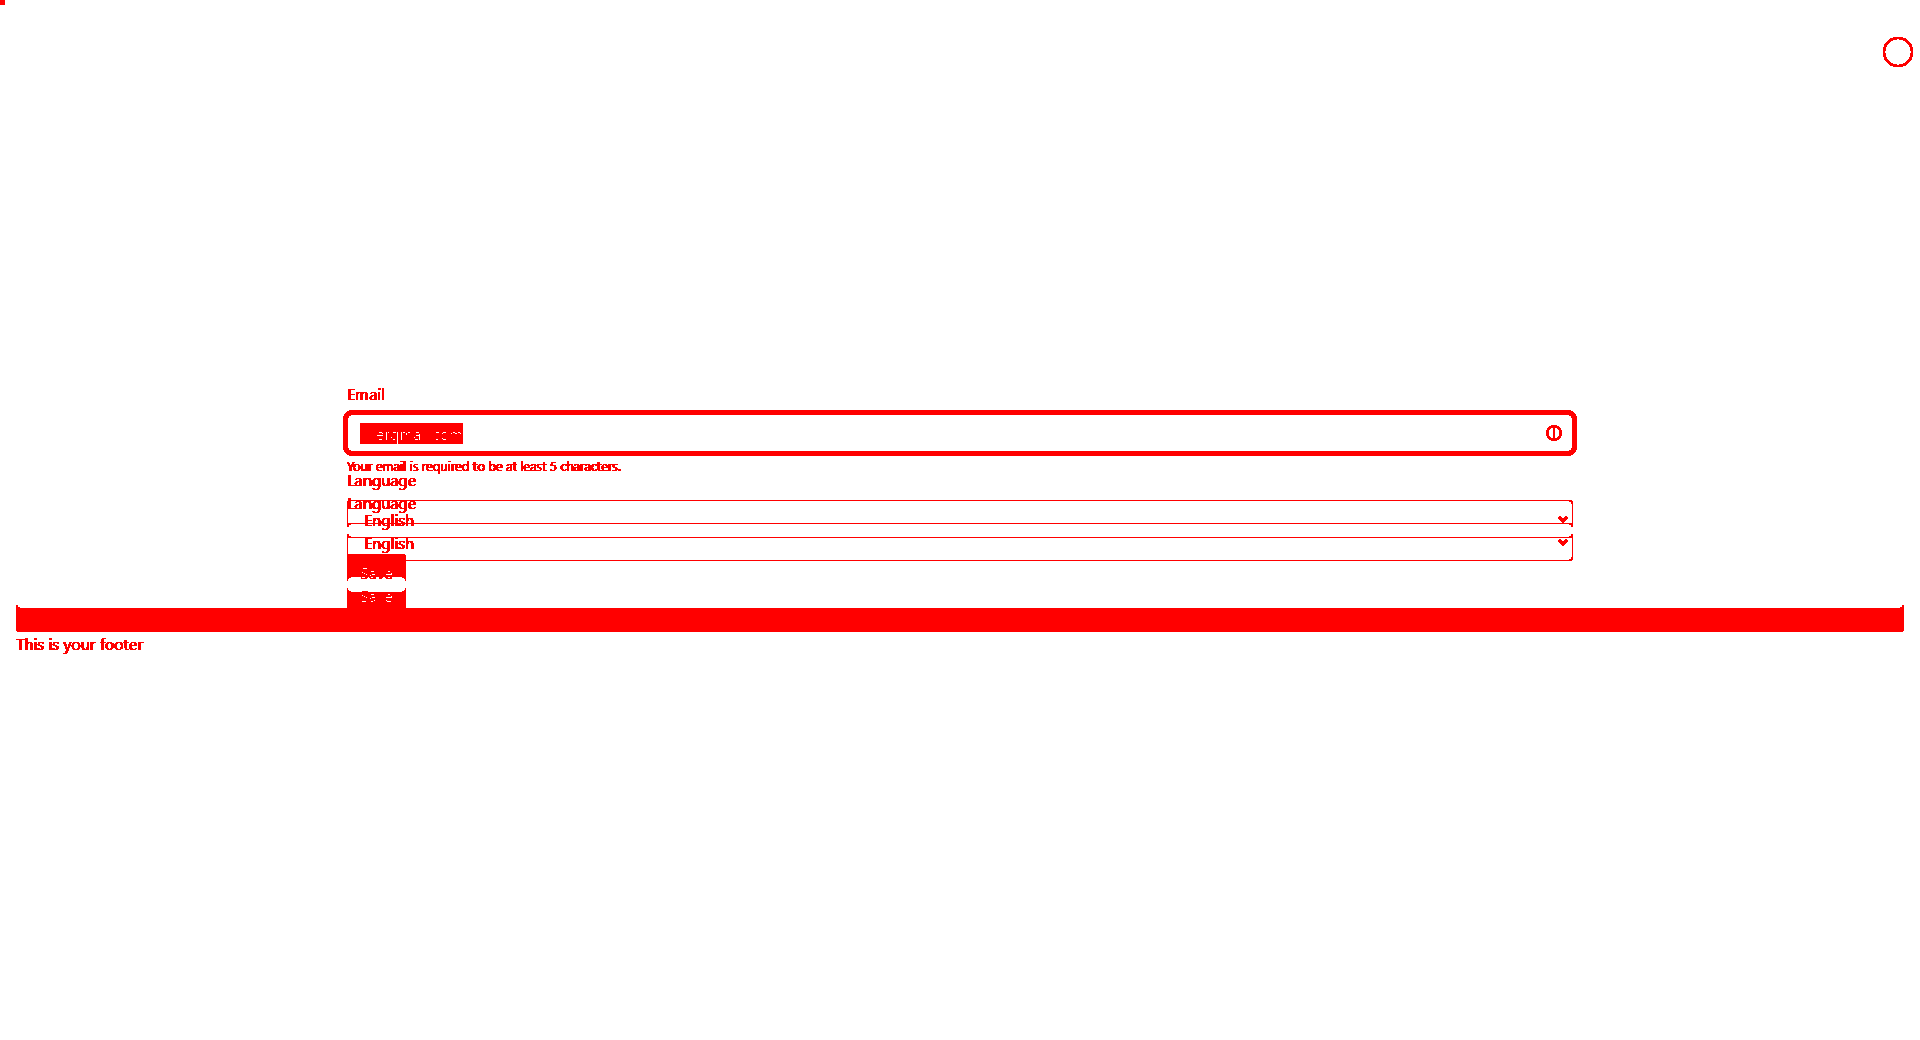 Email
Your email is required to be at least 5 characters.
Language
Language
English
English
Save
Save
This is your footer